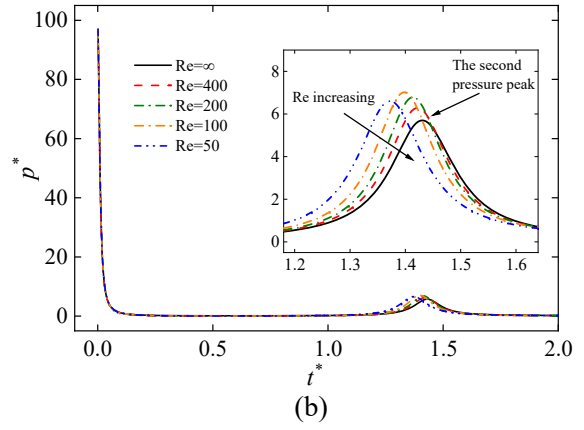 100
80
60
40
20
0
p*
0.0
0.5
1.0
1.5
2.0
t*
Re=∞
Re=400
Re=200
Re=100
Re=50
8
6
4
2
0
1.2
1.3
1.4
1.5
1.6
Re increasing
The second
pressure peak
(b)